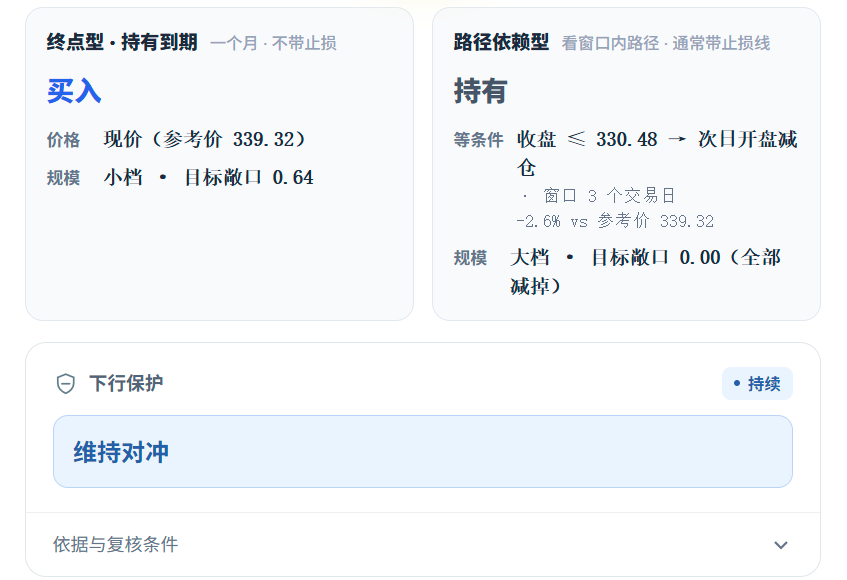 终点型·持有到期 一个月·不带止损
买入
价格 现价（参考价 339.32）
规模 小档 · 目标敞口 0.64
路径依赖型 看窗口内路径·通常带止损线
持有
等条件 收盘 ≤ 330.48 → 次日开盘减
仓
· 窗口 3 个交易日
-2.6% vs 参考价 339.32
规模 大档 · 目标敞口 0.00（全部
减掉）
下行保护 • 持续
维持对冲
依据与复核条件